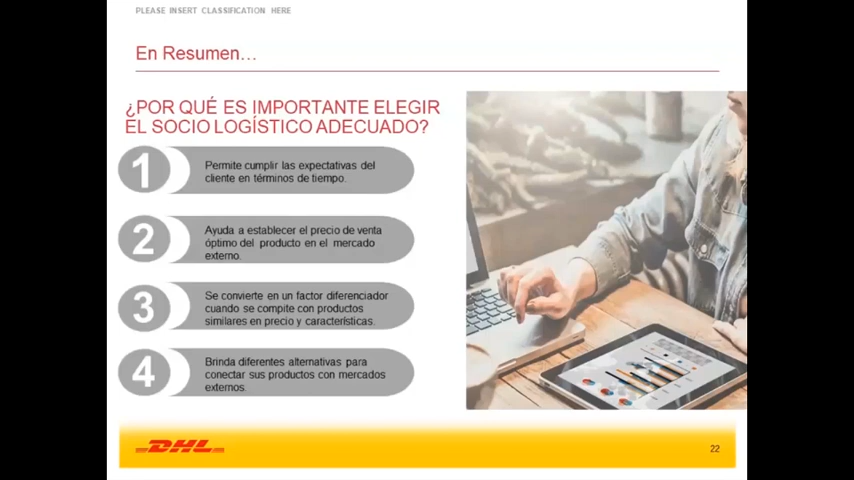 PLEASE INSERT CLASSIFICATION HERE
En Resumen...
¿POR QUÉ ES IMPORTANTE ELEGIR
EL SOCIO LOGÍSTICO ADECUADO?
1
Permite cumplir las expectativas del
cliente en términos de tiempo.
2
Ayuda a establecer el precio de venta
óptimo del producto en el mercado
externo.
3
Se convierte en un factor diferenciador
cuando se compite con productos
similares en precio y características.
4
Brinda diferentes alternativas para
conectar sus productos con mercados
externos.
DHL
22